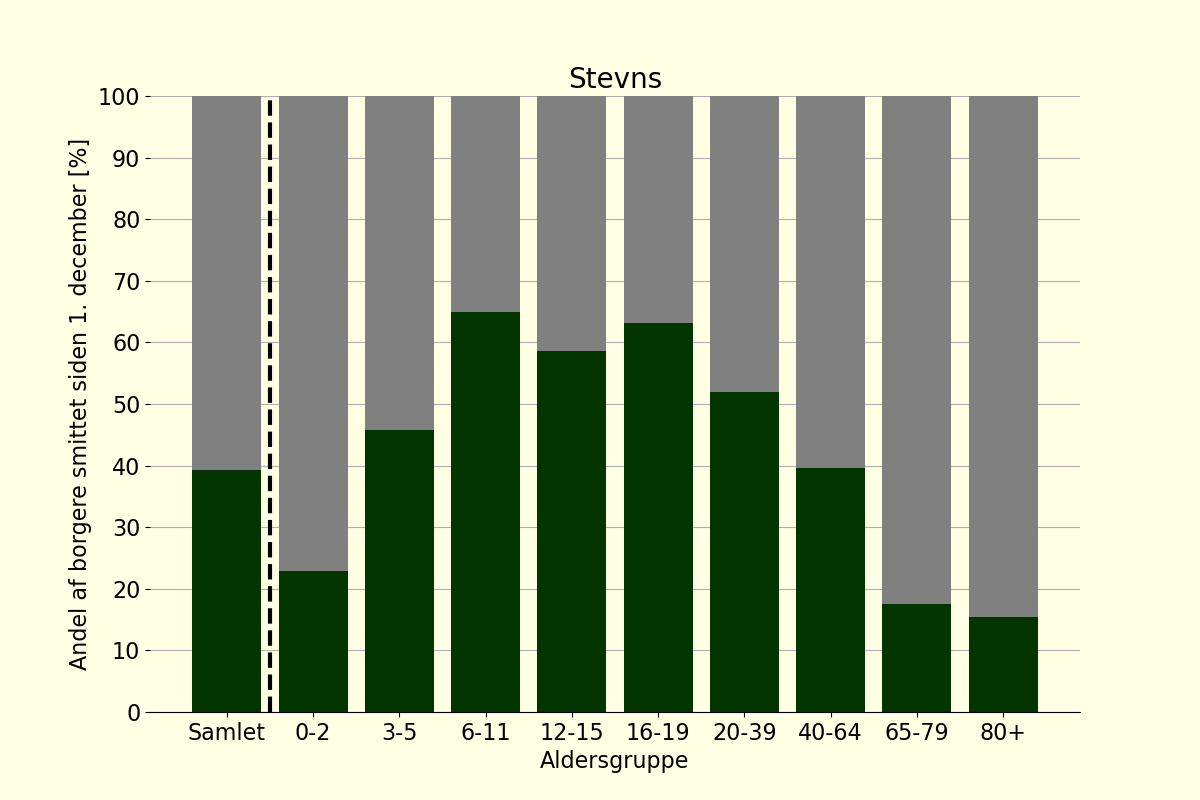 Stevns
Andel af borgere smittet siden 1. december [%]
100
90
80
70
60
50
40
30
20
10
0
Samlet 0-2 3-5 6-11 12-15 16-19 20-39 40-64 65-79 80+
Aldersgruppe